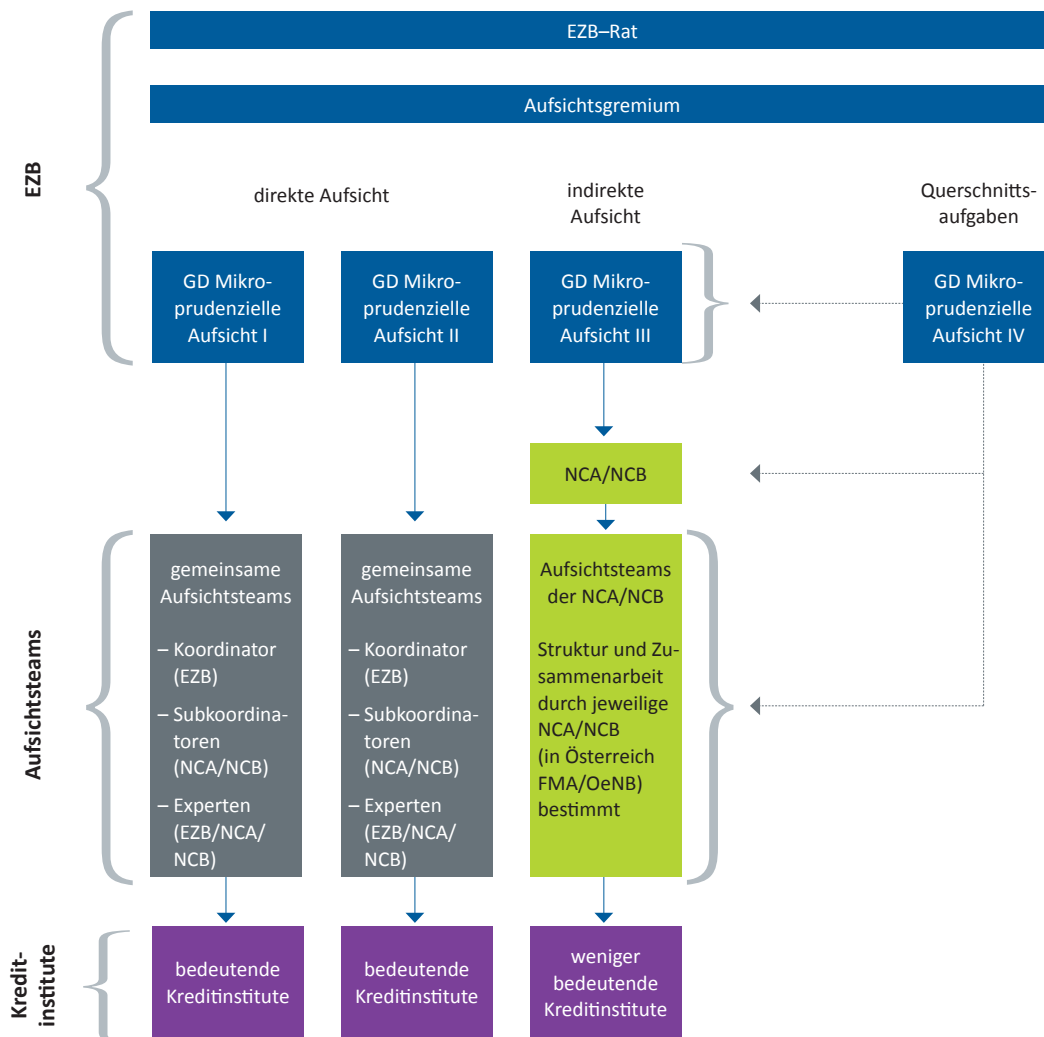 EZB–Rat
Aufsichtsgremium
EZB
direkte Aufsicht
indirekte
Aufsicht
Querschnitts-
aufgaben
GD Mikro-
prudenzielle
Aufsicht I
GD Mikro-
prudenzielle
Aufsicht II
GD Mikro-
prudenzielle
Aufsicht III
GD Mikro-
prudenzielle
Aufsicht IV
NCA/NCB
Aufsichtsteams
gemeinsame
Aufsichtsteams
– Koordinator
(EZB)
– Subkoordina-
toren
(NCA/NCB)
– Experten
(EZB/NCA/
NCB)
gemeinsame
Aufsichtsteams
– Koordinator
(EZB)
– Subkoordina-
toren
(NCA/NCB)
– Experten
(EZB/NCA/
NCB)
Aufsichtsteams
der NCA/NCB
Struktur und Zu-
sammenarbeit
durch jeweilige
NCA/NCB
(in Österreich
FMA/OeNB)
bestimmt
Kredit-
institute
bedeutende
Kreditinstitute
bedeutende
Kreditinstitute
weniger
bedeutende
Kreditinstitute